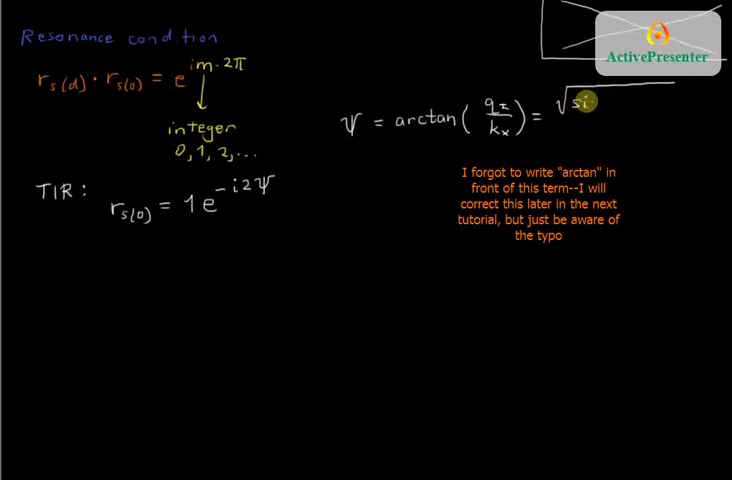 Resonance condition
ActivePresenter
r_s(d) · r_s(0) = e^{im·2π}
integer
0, 1, 2, ...
ψ = arctan(q_z/k_x) = √si
TIR:
r_s(0) = 1 e^{-i2ψ}
I forgot to write "arctan" in
front of this term--I will
correct this later in the next
tutorial, but just be aware of
the typo